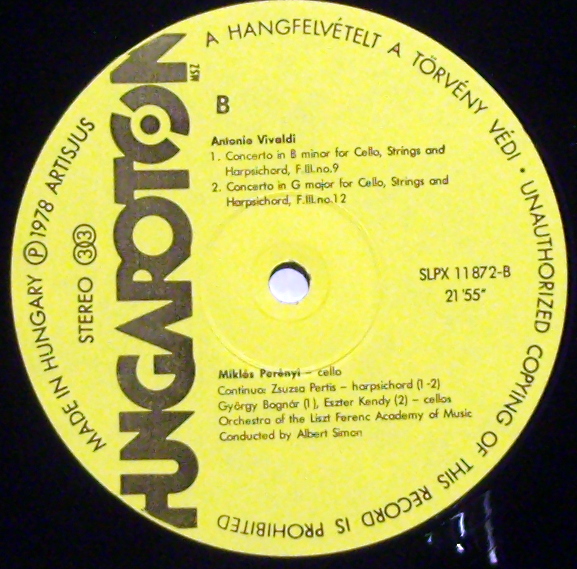 A HANGFELVÉTELT A TÖRVÉNY VÉDI • UNAUTHORIZED COPYING OF THIS RECORD IS PROHIBITED
MADE IN HUNGARY Ⓟ 1978 ARTISJUS
STEREO 33
HUNGAROTON
MSZ
B
Antonio Vivaldi
1. Concerto in B minor for Cello, Strings and
Harpsichord, F.III.no.9
2. Concerto in G major for Cello, Strings and
Harpsichord, F.III.no.12
SLPX 11872-B
21'55"
Miklós Perényi – cello
Continuo: Zsuzsa Pertis – harpsichord (1-2)
György Bognár (1), Eszter Kendy (2) – cellos
Orchestra of the Liszt Ferenc Academy of Music
Conducted by Albert Simon